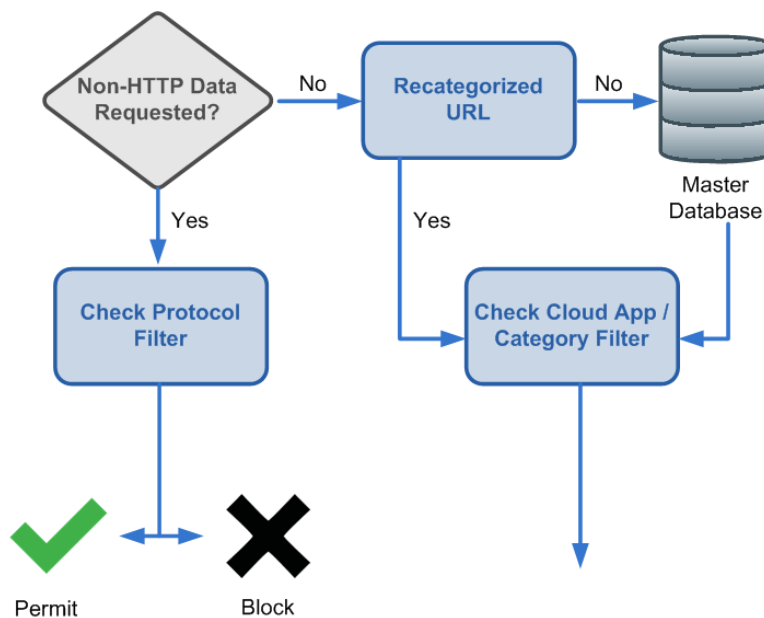 Non-HTTP Data
Requested?
No
Recategorized
URL
No
Master
Database
Yes
Yes
Check Protocol
Filter
Check Cloud App /
Category Filter
Permit
Block